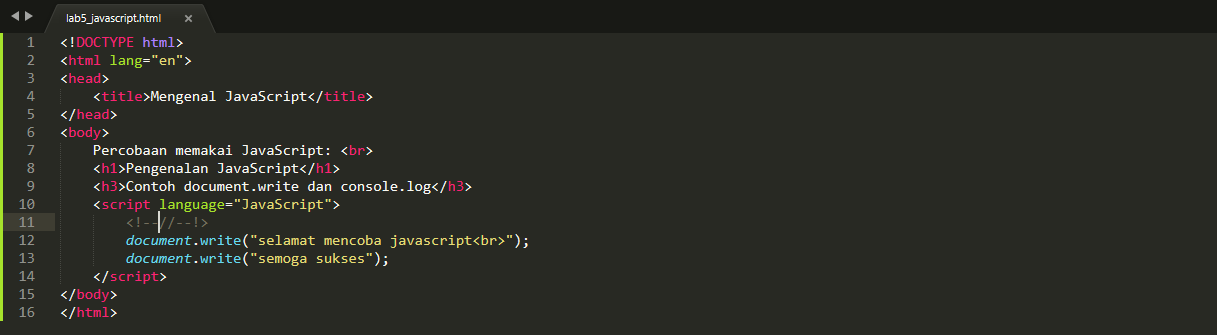 lab5_javascript.html ×
1 <!DOCTYPE html>
2 <html lang="en">
3 <head>
4     <title>Mengenal JavaScript</title>
5 </head>
6 <body>
7     Percobaan memakai JavaScript: <br>
8     <h1>Pengenalan JavaScript</h1>
9     <h3>Contoh document.write dan console.log</h3>
10     <script language="JavaScript">
11         <!--//--!>
12         document.write("selamat mencoba javascript<br>");
13         document.write("semoga sukses");
14     </script>
15 </body>
16 </html>